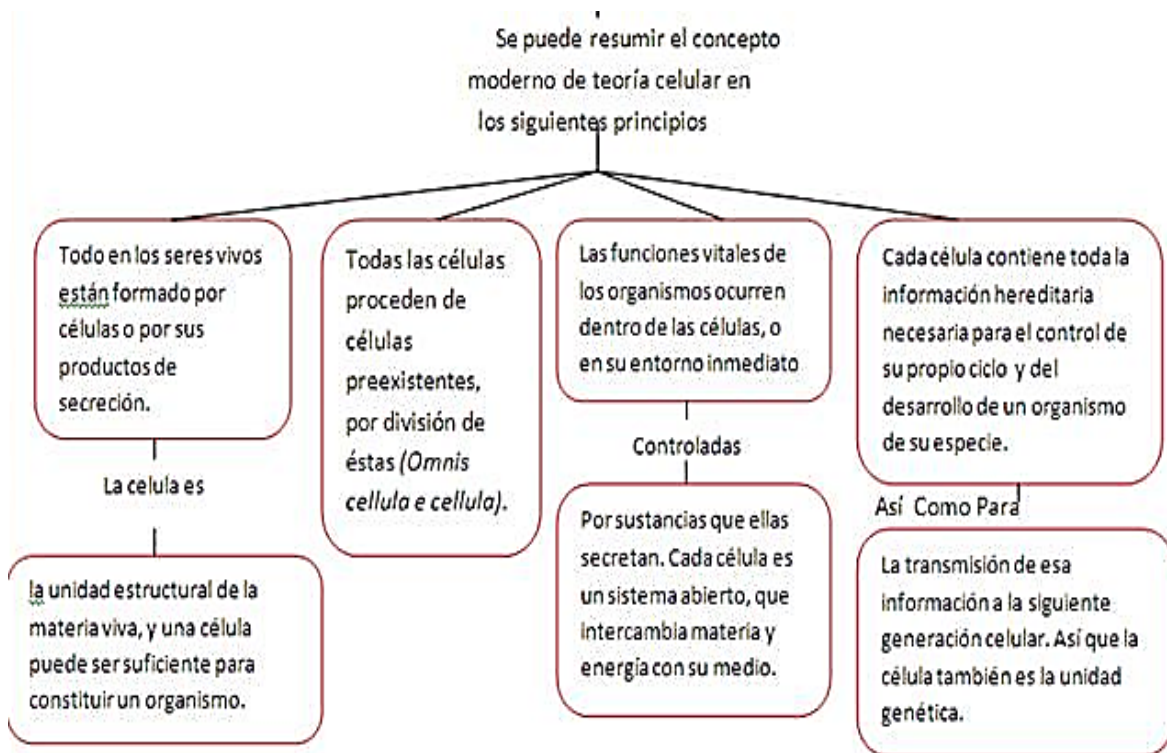 Se puede resumir el concepto
moderno de teoría celular en
los siguientes principios
Todo en los seres vivos
están formado por
células o por sus
productos de
secreción.
La celula es
la unidad estructural de la
materia viva, y una célula
puede ser suficiente para
constituir un organismo.
Todas las células
proceden de
células
preexistentes,
por división de
éstas (Omnis
cellula e cellula).
Las funciones vitales de
los organismos ocurren
dentro de las células, o
en su entorno inmediato
Controladas
Por sustancias que ellas
secretan. Cada célula es
un sistema abierto, que
intercambia materia y
energía con su medio.
Cada célula contiene toda la
información hereditaria
necesaria para el control de
su propio ciclo y del
desarrollo de un organismo
de su especie.
Así Como Para
La transmisión de esa
información a la siguiente
generación celular. Así que la
célula también es la unidad
genética.